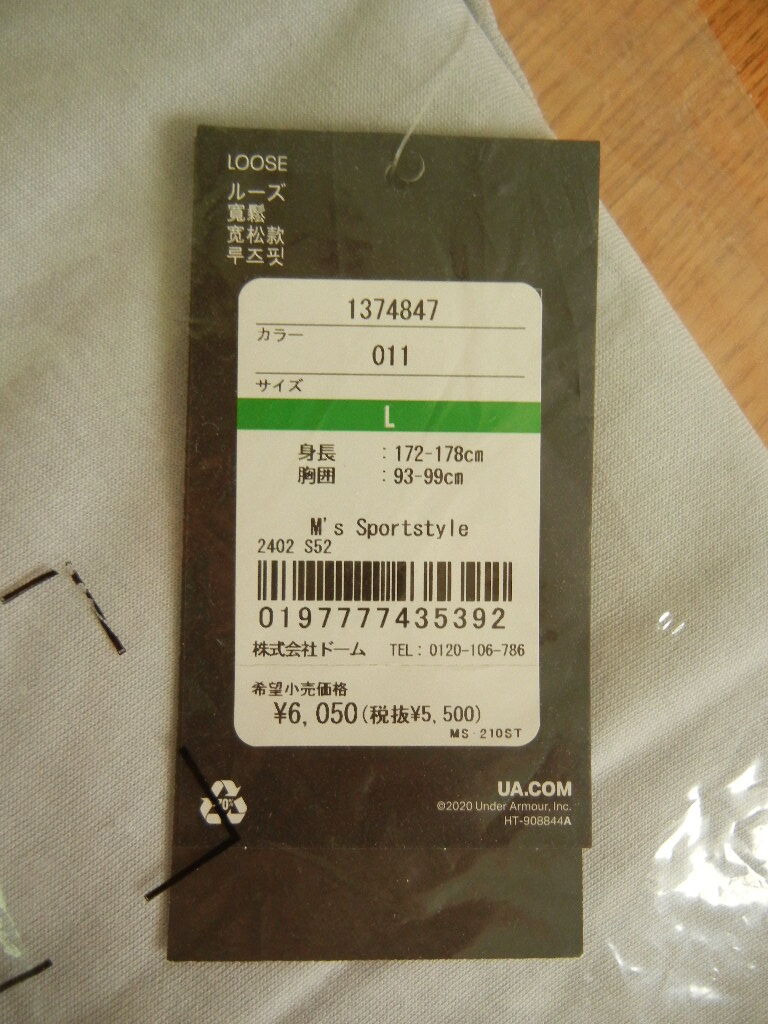 LOOSE
ルーズ
寬鬆
宽松款
루즈핏
1374847
カラー
011
サイズ
L
身長 : 172-178cm
胸囲 : 93-99cm
M's Sportstyle
2402 S52
0197777435392
株式会社ドーム TEL: 0120-106-786
希望小売価格
¥6,050(税抜¥5,500)
MS-210ST
70%
UA.COM
©2020 Under Armour, Inc.
HT-908844A